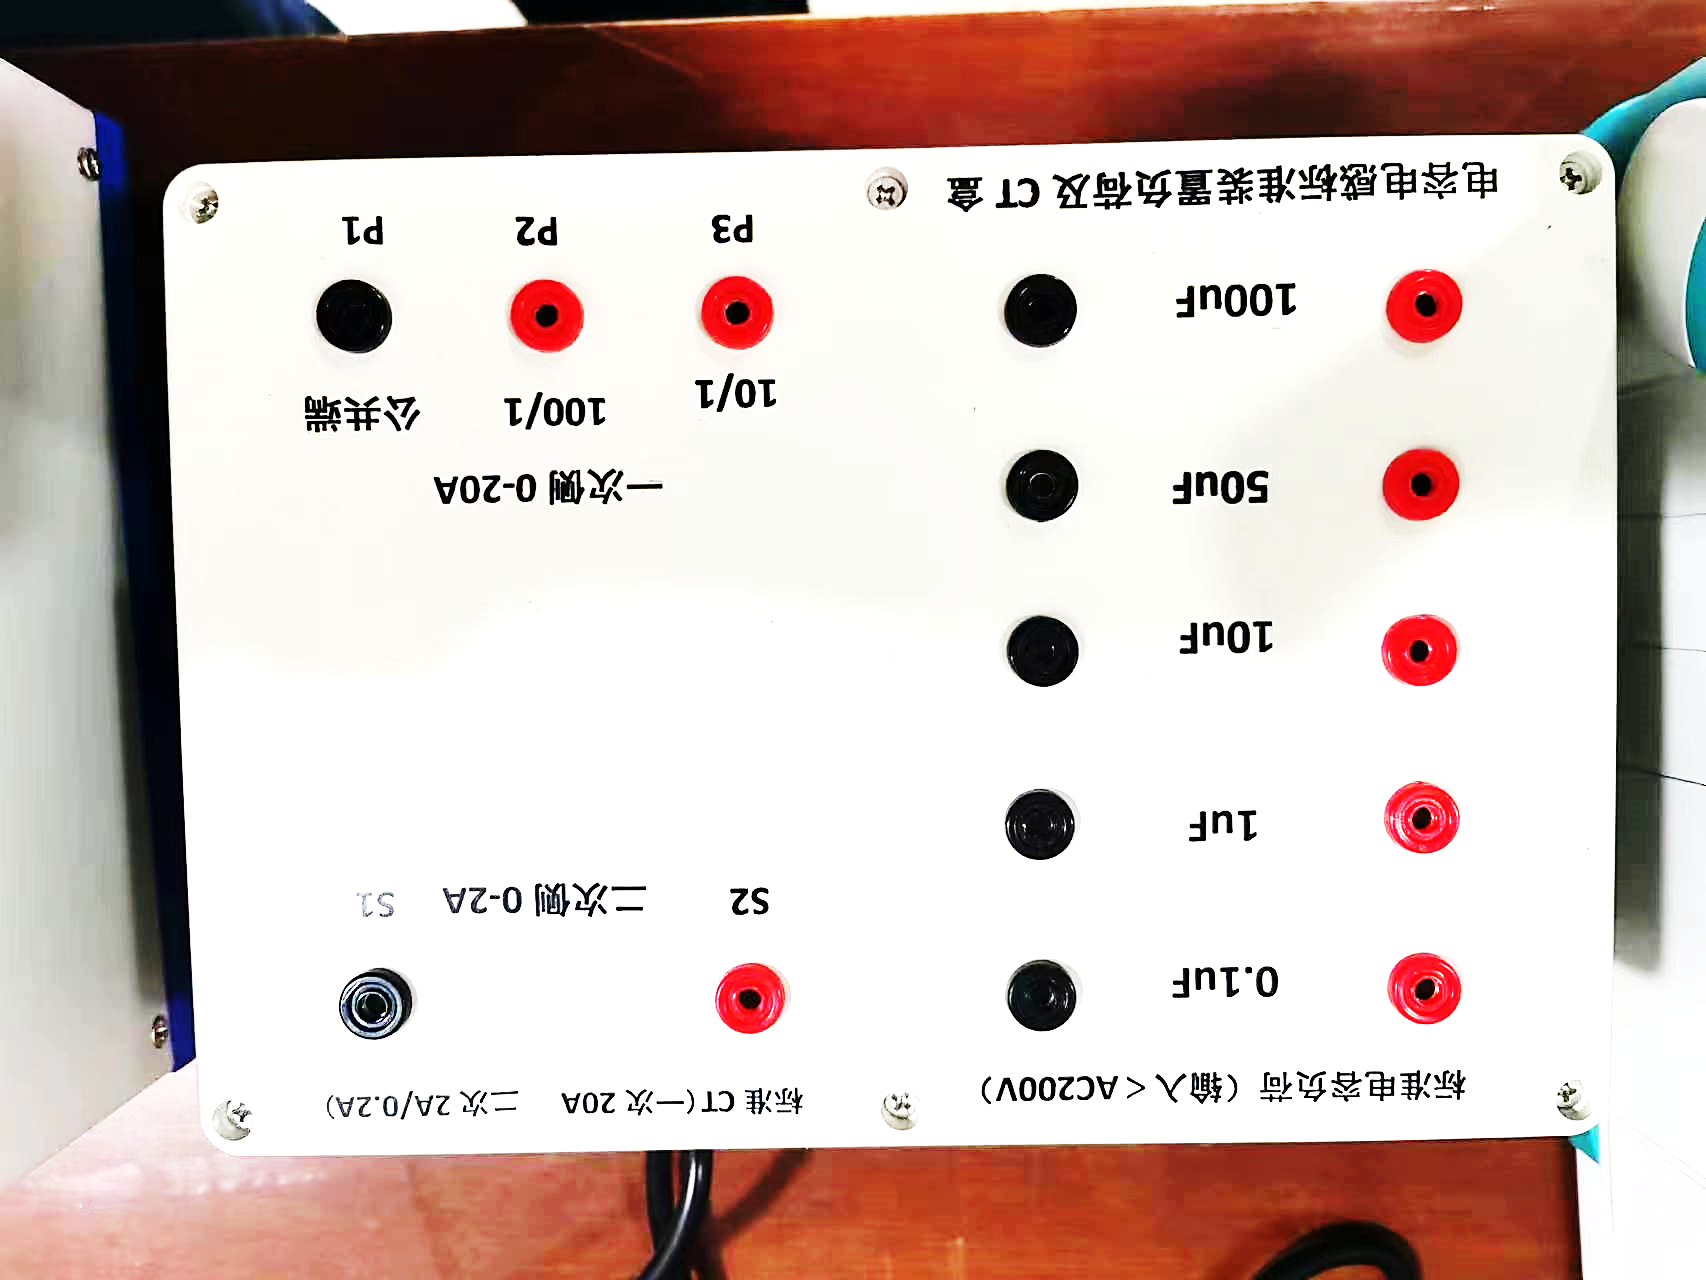 标准电容负荷（输入＜AC200V）
0.1uF
1uF
10uF
50uF
100uF
电容电感标准装置负荷及 CT 盒
标准 CT(一次 20A 二次 2A/0.2A)
S2 二次侧 0-2A S1
一次侧 0-20A
10/1 100/1 公共端
P3 P2 P1